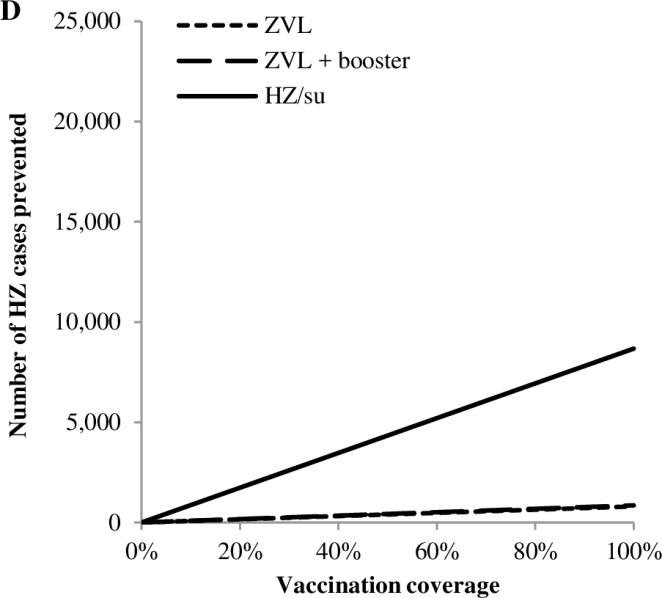 D
ZVL
ZVL + booster
HZ/su
Number of HZ cases prevented
25,000
20,000
15,000
10,000
5,000
0
0% 20% 40% 60% 80% 100%
Vaccination coverage